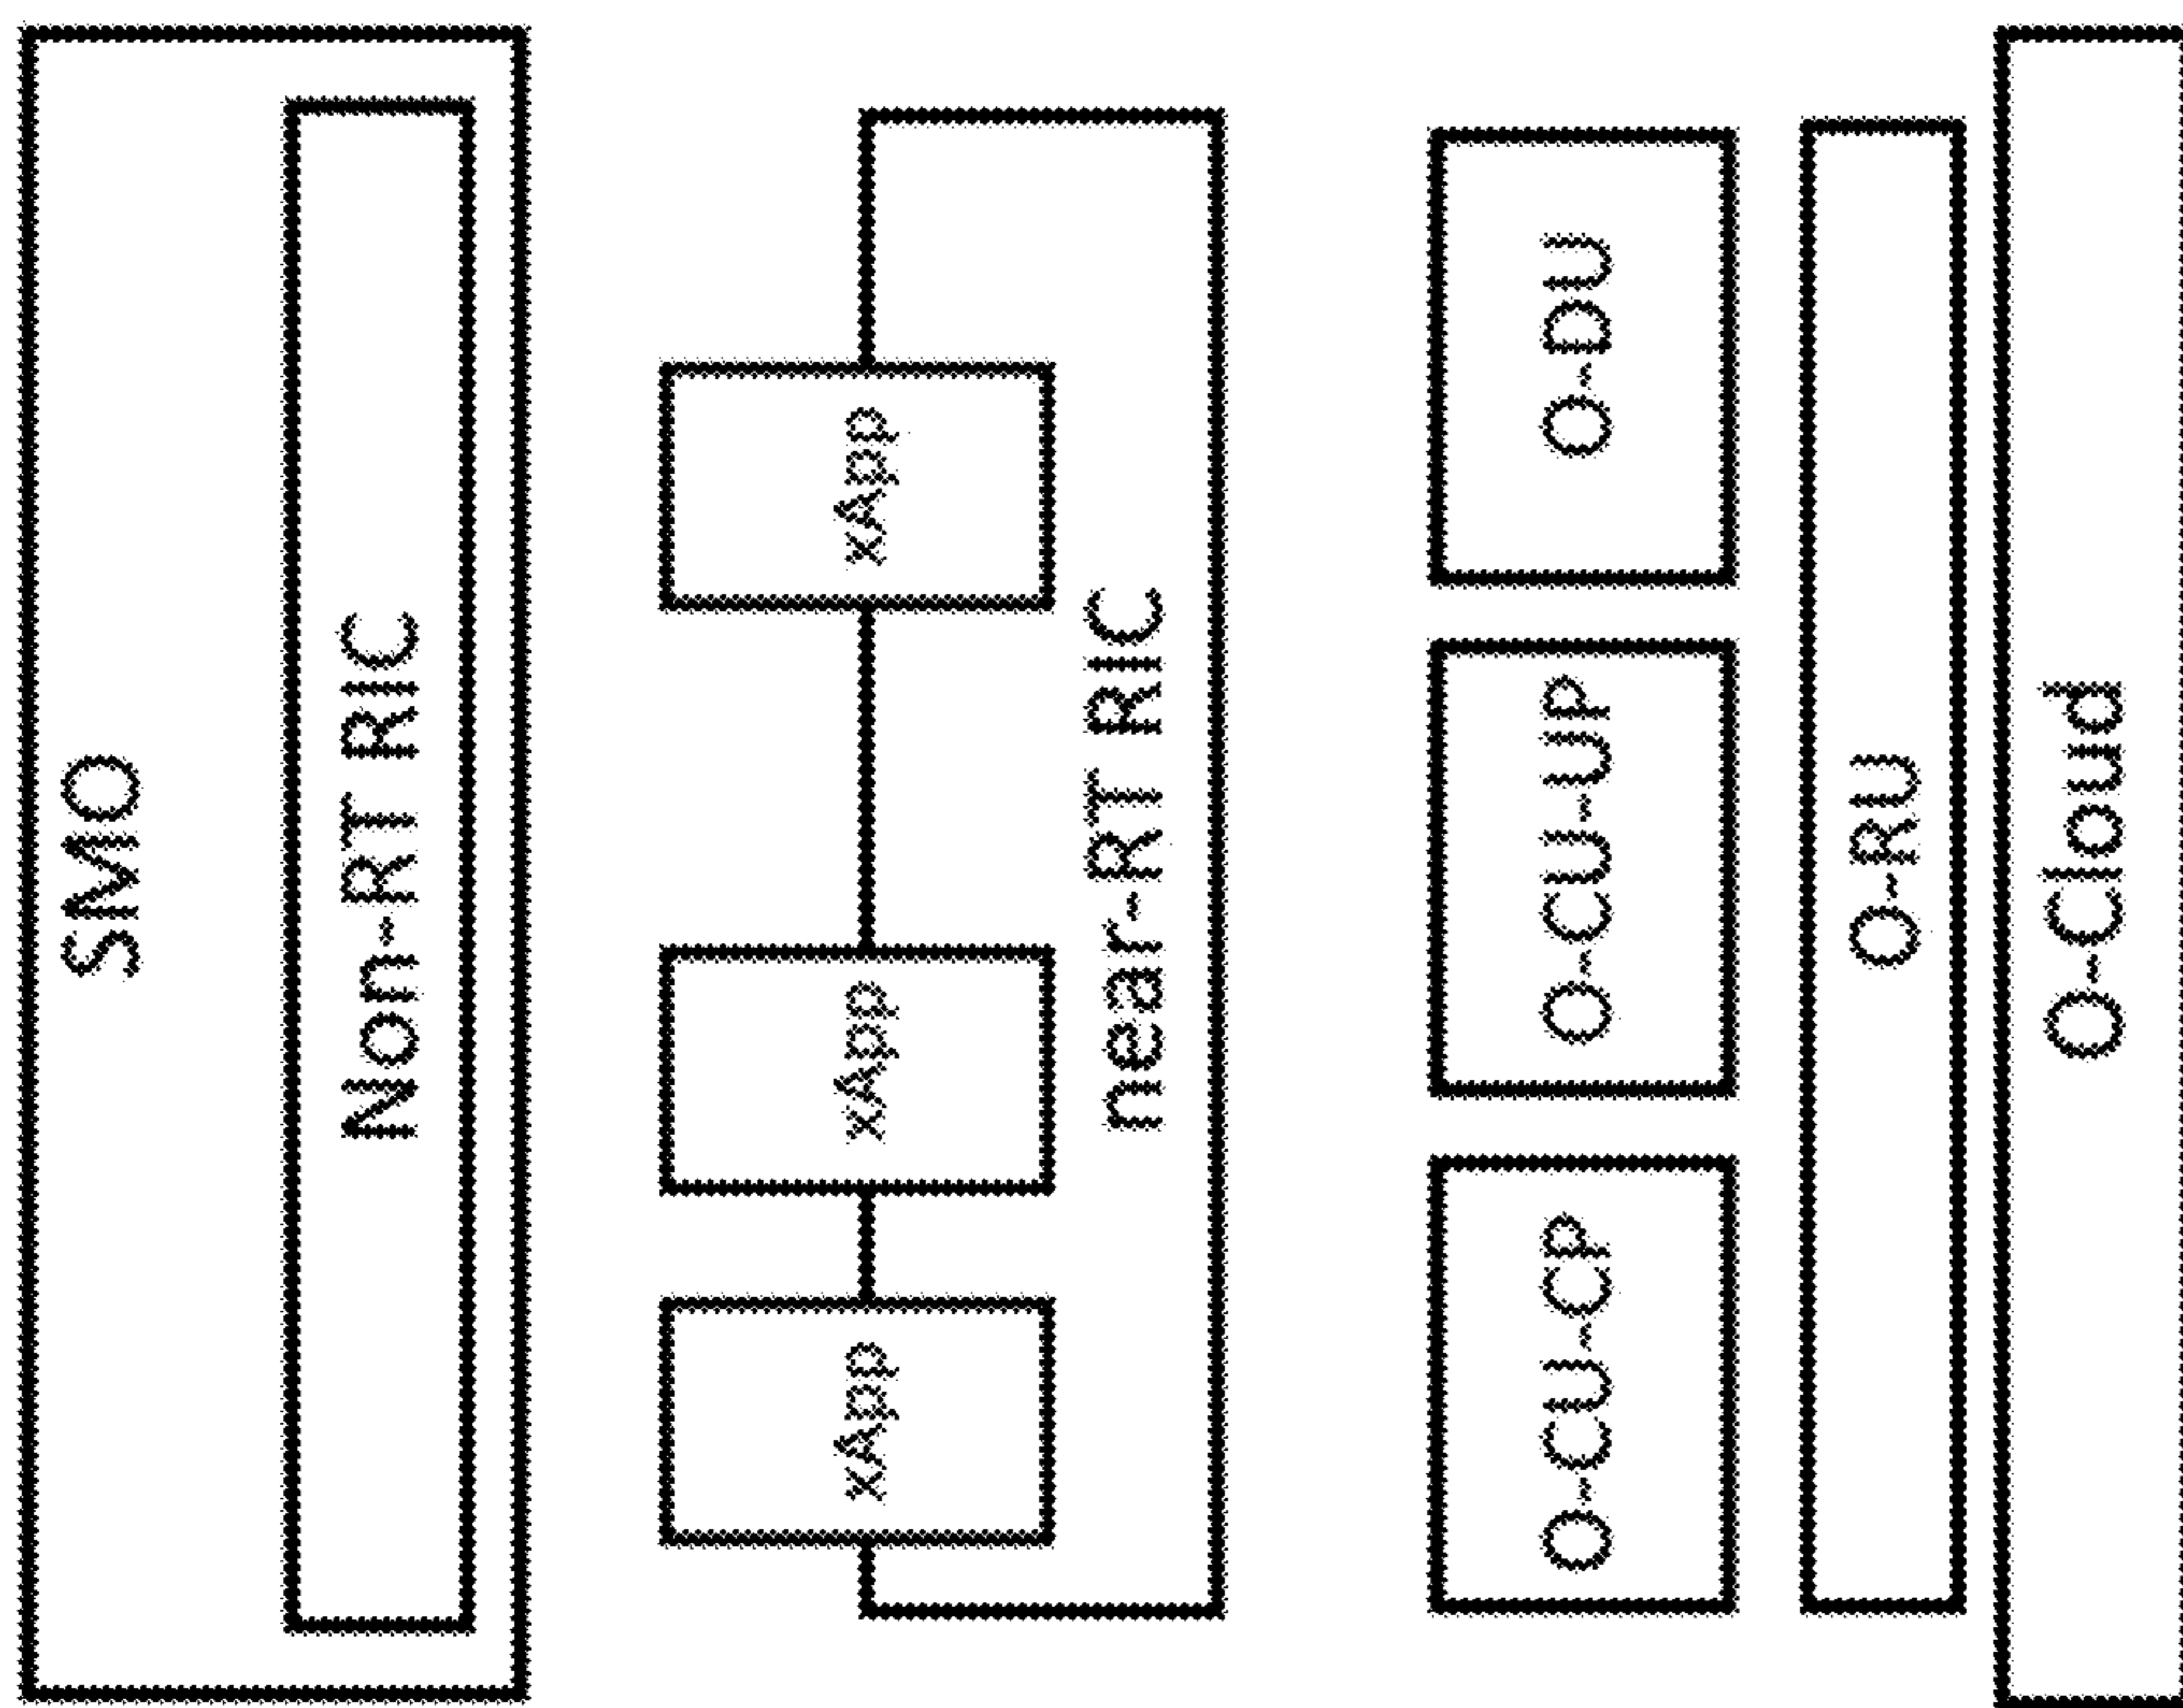 SMO
Non-RT RIC
xApp
xApp
xApp
near-RT RIC
O-CU-CP
O-CU-UP
O-DU
O-RU
O-Cloud